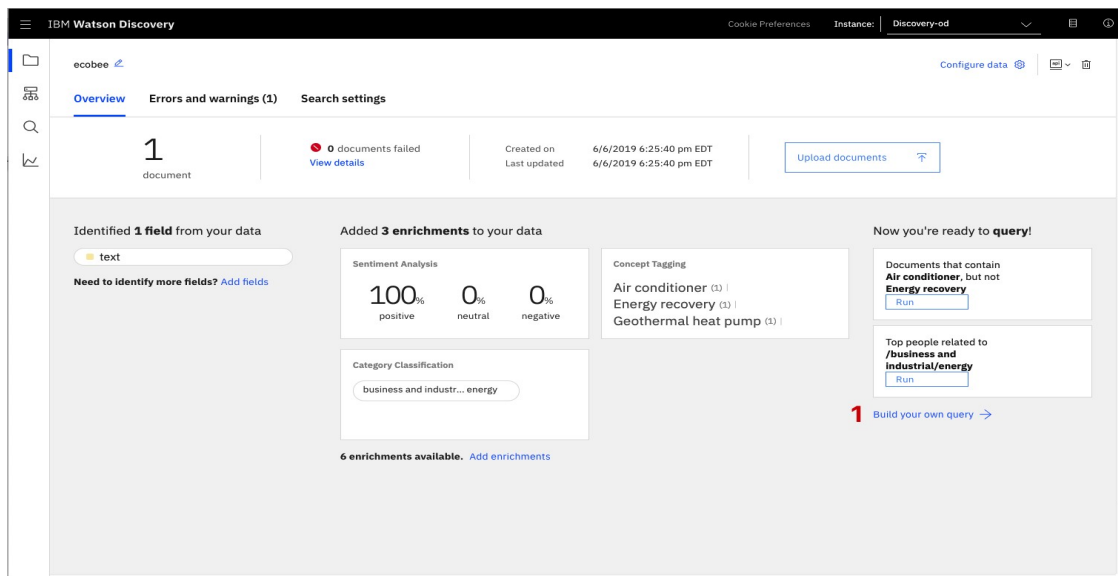 IBM Watson Discovery
Cookie Preferences
Instance:
Discovery-od
ecobee
Configure data
api
Overview
Errors and warnings (1)
Search settings
1
document
0 documents failed
View details
Created on 6/6/2019 6:25:40 pm EDT
Last updated 6/6/2019 6:25:40 pm EDT
Upload documents
Identified 1 field from your data
text
Need to identify more fields? Add fields
Added 3 enrichments to your data
Sentiment Analysis
100% 0% 0%
positive neutral negative
Concept Tagging
Air conditioner (1)
Energy recovery (1)
Geothermal heat pump (1)
Category Classification
business and industr... energy
6 enrichments available. Add enrichments
Now you're ready to query!
Documents that contain
Air conditioner, but not
Energy recovery
Run
Top people related to
/business and
industrial/energy
Run
1 Build your own query